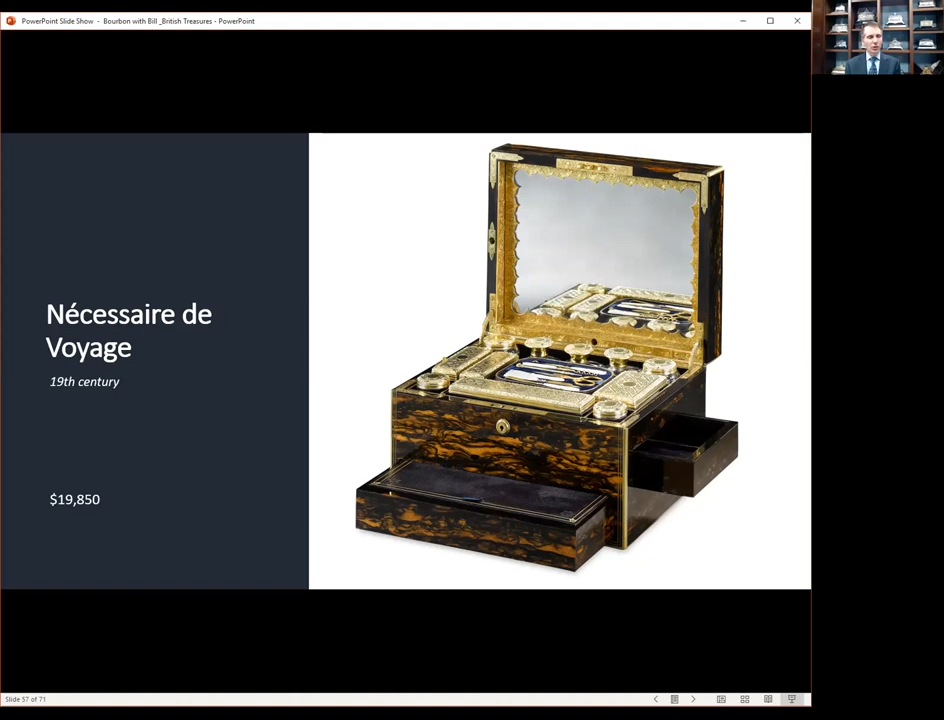 PowerPoint Slide Show - Bourbon with Bill _British Treasures - PowerPoint
Nécessaire de
Voyage
19th century
$19,850
Slide 57 of 71